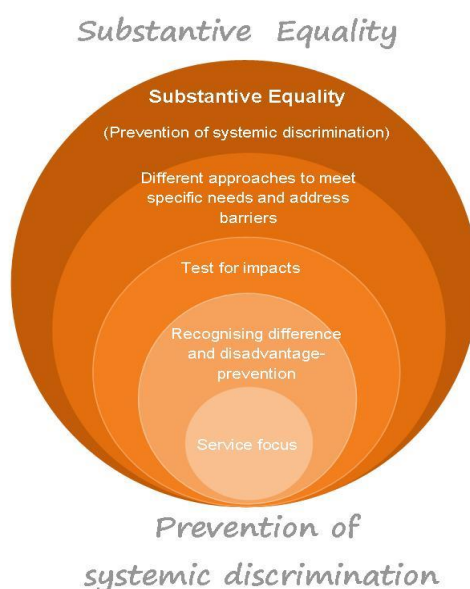 Substantive Equality
Substantive Equality
(Prevention of systemic discrimination)
Different approaches to meet
specific needs and address
barriers
Test for impacts
Recognising difference
and disadvantage-
prevention
Service focus
Prevention of
systemic discrimination